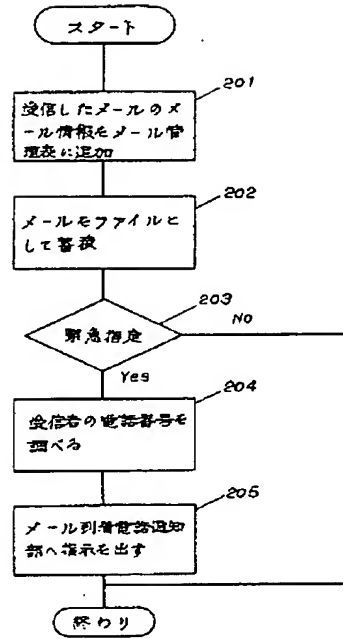 スタート
201
受信したメールのメ
ール情報をメール管
理表に追加
202
メールをファイルと
して蓄積
203
緊急指定
No
Yes
204
受信者の電話番号を
調べる
205
メール到着電話通知
部へ指示を出す
終わり